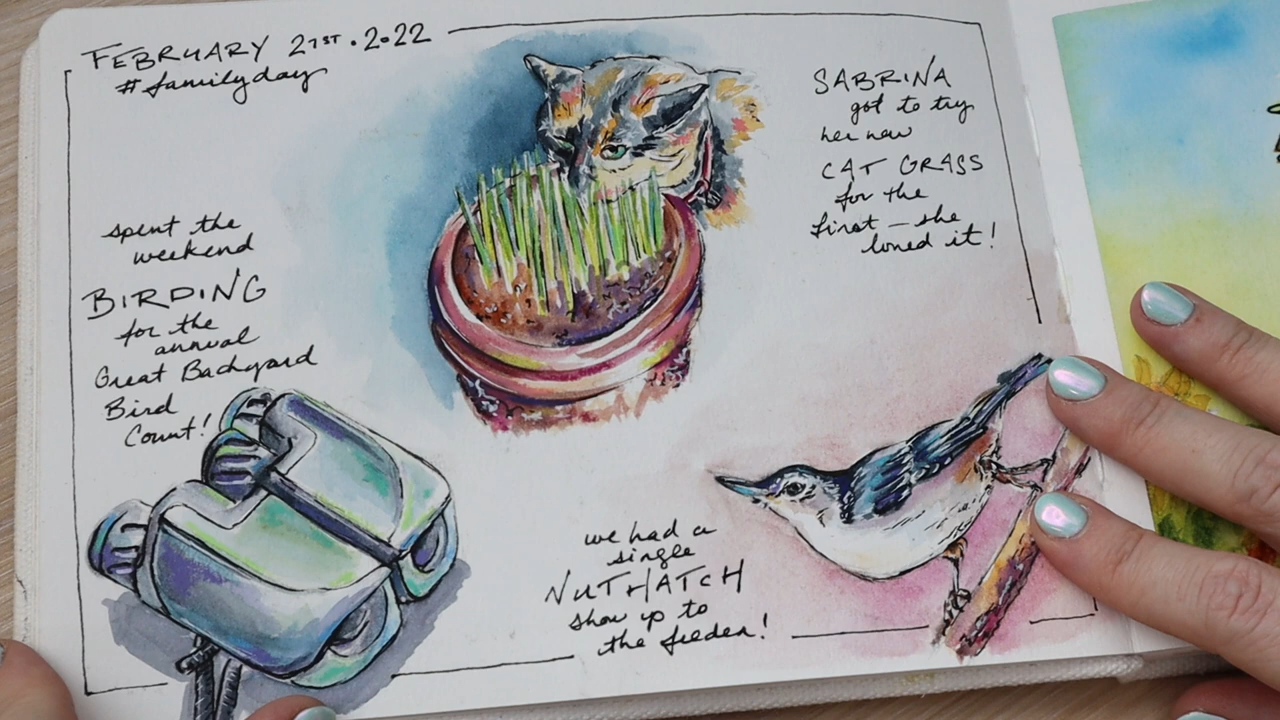 FEBRUARY 21ST.2022
#familyday
spent the
weekend
BIRDING
for the
annual
Great Backyard
Bird
Count!
SABRINA
got to try
her new
CAT GRASS
for the
first — she
loved it!
we had a
single
NUTHATCH
show up to
the feeder!